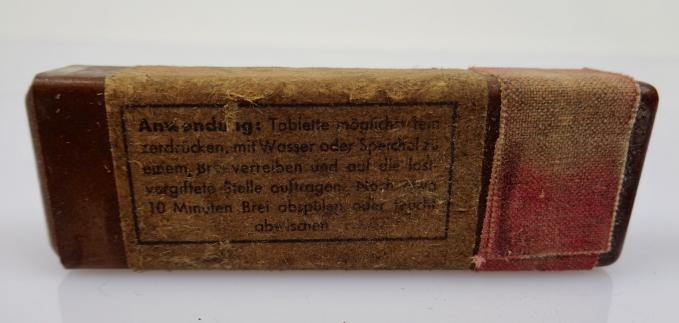 Anwendung: Tablette möglichst fein
zerdrücken, mit Wasser oder Speichel zu
einem Brei verreiben und auf die lost-
vergiftete Stelle auftragen. Nach etwa
10 Minuten Brei abspülen oder feucht
abwischen